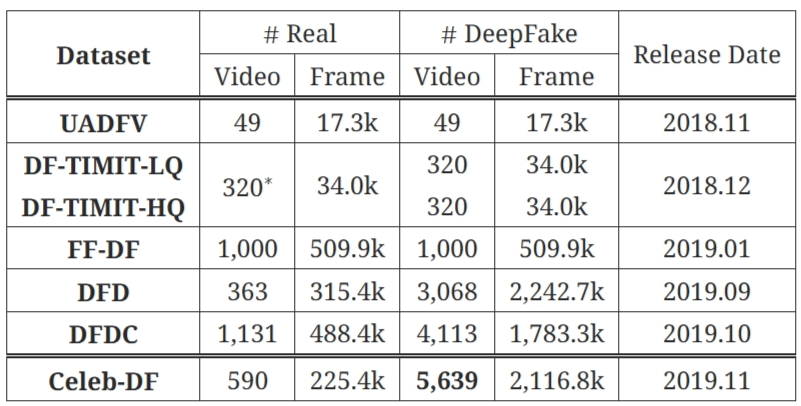 Dataset # Real # DeepFake Release Date
Video Frame Video Frame
UADFV 49 17.3k 49 17.3k 2018.11
DF-TIMIT-LQ 320* 34.0k 320 34.0k 2018.12
DF-TIMIT-HQ 320 34.0k
FF-DF 1,000 509.9k 1,000 509.9k 2019.01
DFD 363 315.4k 3,068 2,242.7k 2019.09
DFDC 1,131 488.4k 4,113 1,783.3k 2019.10
Celeb-DF 590 225.4k 5,639 2,116.8k 2019.11